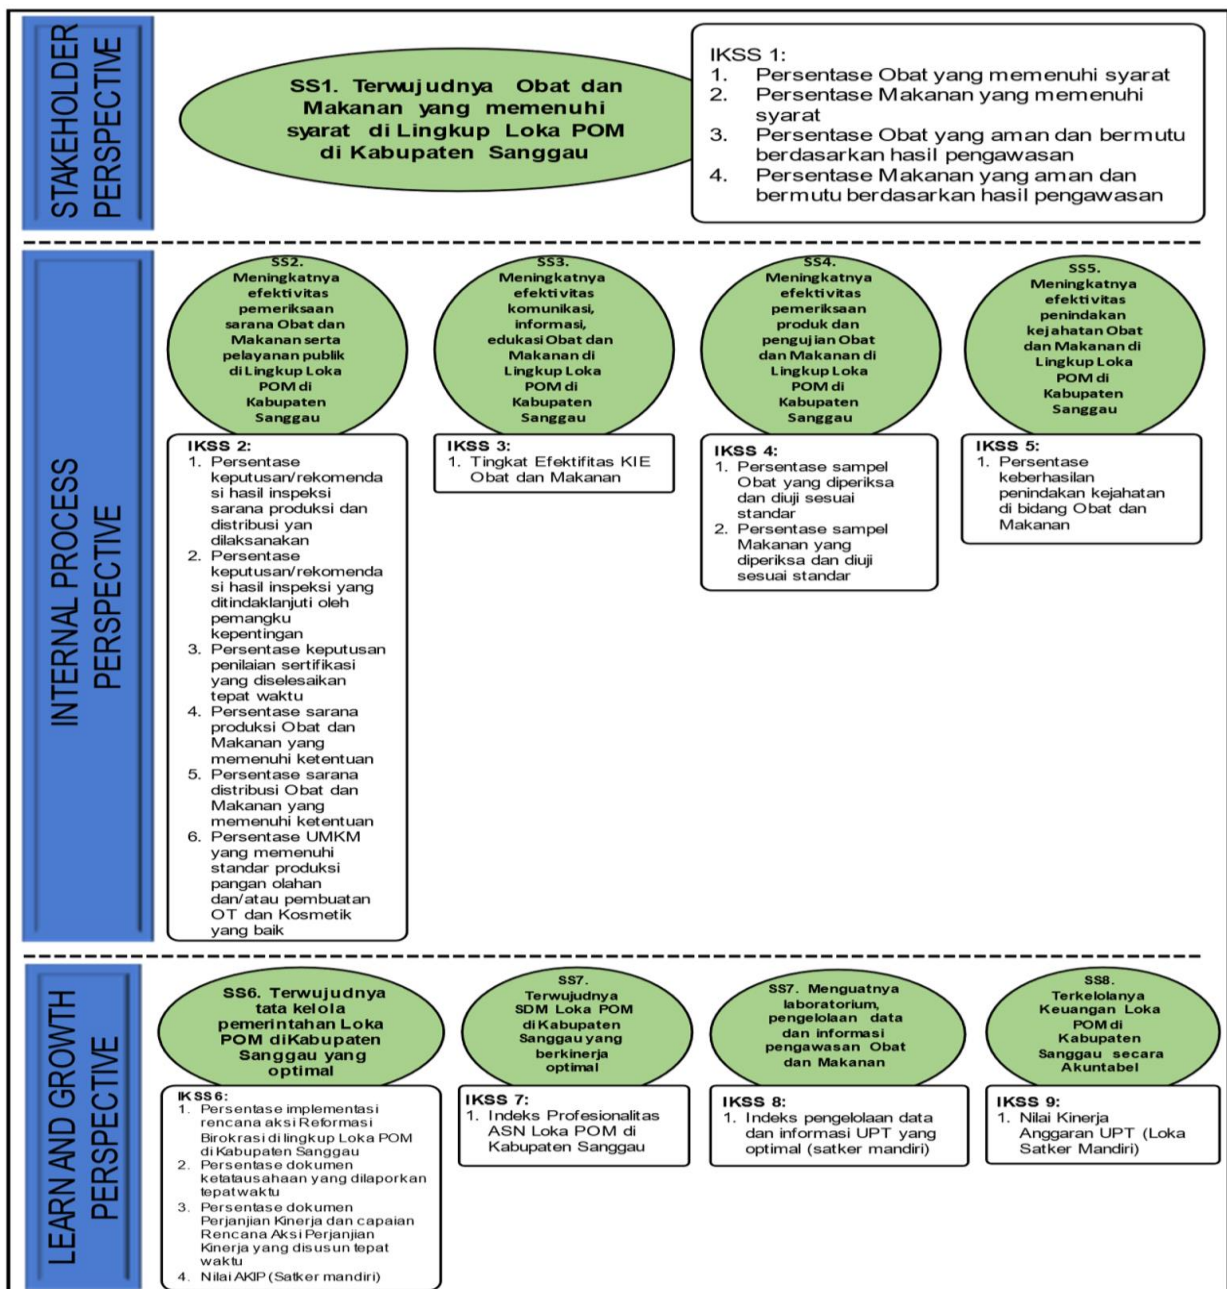 STAKEHOLDER
PERSPECTIVE
SS1. Terwujudnya Obat dan
Makanan yang memenuhi
syarat di Lingkup Loka POM
di Kabupaten Sanggau
IKSS 1:
1. Persentase Obat yang memenuhi syarat
2. Persentase Makanan yang memenuhi
syarat
3. Persentase Obat yang aman dan bermutu
berdasarkan hasil pengawasan
4. Persentase Makanan yang aman dan
bermutu berdasarkan hasil pengawasan
INTERNAL PROCESS
PERSPECTIVE
SS2.
Meningkatnya
efektivitas
pemeriksaan
sarana Obat dan
Makanan serta
pelayanan publik
di Lingkup Loka
POM di
Kabupaten
Sanggau
IKSS 2:
1. Persentase
keputusan/rekomenda
si hasil inspeksi
sarana produksi dan
distribusi yan
dilaksanakan
2. Persentase
keputusan/rekomenda
si hasil inspeksi yang
ditindaklanjuti oleh
pemangku
kepentingan
3. Persentase keputusan
penilaian sertifikasi
yang diselesaikan
tepat waktu
4. Persentase sarana
produksi Obat dan
Makanan yang
memenuhi ketentuan
5. Persentase sarana
distribusi Obat dan
Makanan yang
memenuhi ketentuan
6. Persentase UMKM
yang memenuhi
standar produksi
pangan olahan
dan/atau pembuatan
OT dan Kosmetik
yang baik
SS3.
Meningkatnya
efektivitas
komunikasi,
informasi,
edukasi Obat dan
Makanan di
Lingkup Loka
POM di
Kabupaten
Sanggau
IKSS 3:
1. Tingkat Efektifitas KIE
Obat dan Makanan
SS4.
Meningkatnya
efektivitas
pemeriksaan
produk dan
pengujian Obat
dan Makanan di
Lingkup Loka
POM di
Kabupaten
Sanggau
IKSS 4:
1. Persentase sampel
Obat yang diperiksa
dan diuji sesuai
standar
2. Persentase sampel
Makanan yang
diperiksa dan diuji
sesuai standar
SS5.
Meningkatnya
efektivitas
penindakan
kejahatan Obat
dan Makanan di
Lingkup Loka
POM di
Kabupaten
Sanggau
IKSS 5:
1. Persentase
keberhasilan
penindakan kejahatan
di bidang Obat dan
Makanan
LEARN AND GROWTH
PERSPECTIVE
SS6. Terwujudnya
tata kelola
pemerintahan Loka
POM diKabupaten
Sanggau yang
optimal
IKSS6:
1. Persentase implementasi
rencana aksi Reformasi
Birokrasi di lingkup Loka POM
di Kabupaten Sanggau
2. Persentase dokumen
ketatausahaan yang dilaporkan
tepat waktu
3. Persentase dokumen
Perjanjian Kinerja dan capaian
Rencana Aksi Perjanjian
Kinerja yang disusun tepat
waktu
4. Nilai AKIP (Satker mandiri)
SS7.
Terwujudnya
SDM Loka POM
di Kabupaten
Sanggau yang
berkinerja
optimal
IKSS 7:
1. Indeks Profesionalitas
ASN Loka POM di
Kabupaten Sanggau
SS7. Menguatnya
laboratorium,
pengelolaan data
dan informasi
pengawasan Obat
dan Makanan
IKSS 8:
1. Indeks pengelolaan data
dan informasi UPT yang
optimal (satker mandiri)
SS8.
Terkelolanya
Keuangan Loka
POM di
Kabupaten
Sanggau secara
Akuntabel
IKSS 9:
1. Nilai Kinerja
Anggaran UPT (Loka
Satker Mandiri)